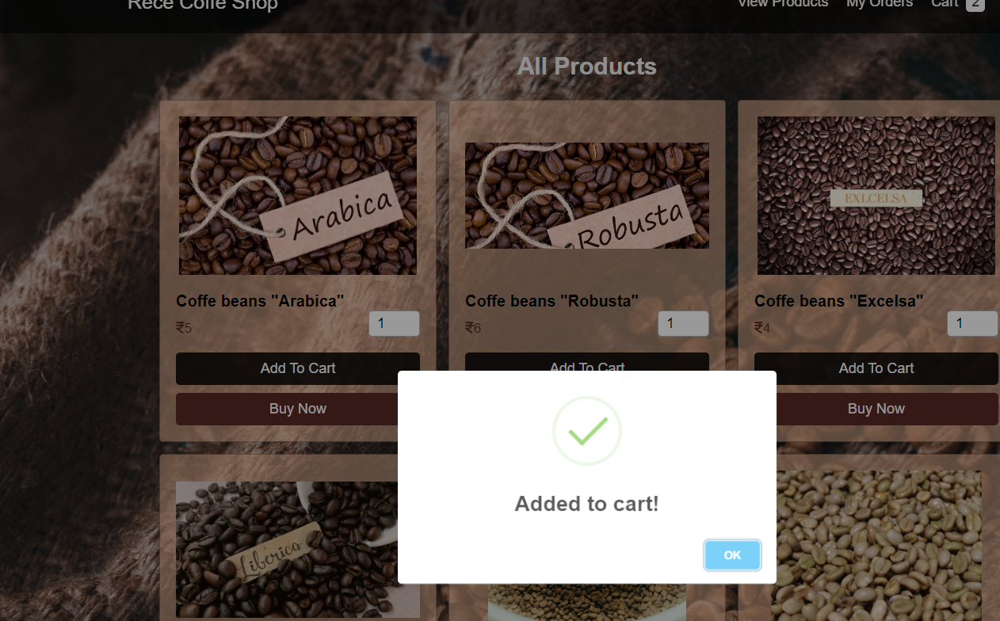 Rece Coffe Shop
View Products My Orders Cart 2
All Products
Arabica
Robusta
EXLCELSA
Coffe beans "Arabica"
Coffe beans "Robusta"
Coffe beans "Excelsa"
₹5 1
₹6 1
₹4 1
Add To Cart
Add To Cart
Add To Cart
Buy Now
Buy Now
Liberica
Added to cart!
OK